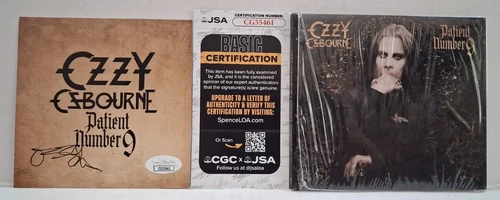 OZZY
OSBOURNE
Patient
Number 9
JSA
CERTIFICATION NUMBER:
CG55461
BASIC
CERTIFICATION
This item has been fully examined
by JSA, and it is the considered
opinion of our expert authenticators
that the signature(s) is/are genuine.
UPGRADE TO A LETTER OF
AUTHENTICITY & VERIFY THIS
CERTIFICATION BY VISITING:
SpenceLOA.com
Or Scan
CGC × JSA
Follow us @jsaloa
OZZY
OSBOURNE
Patient
Number 9